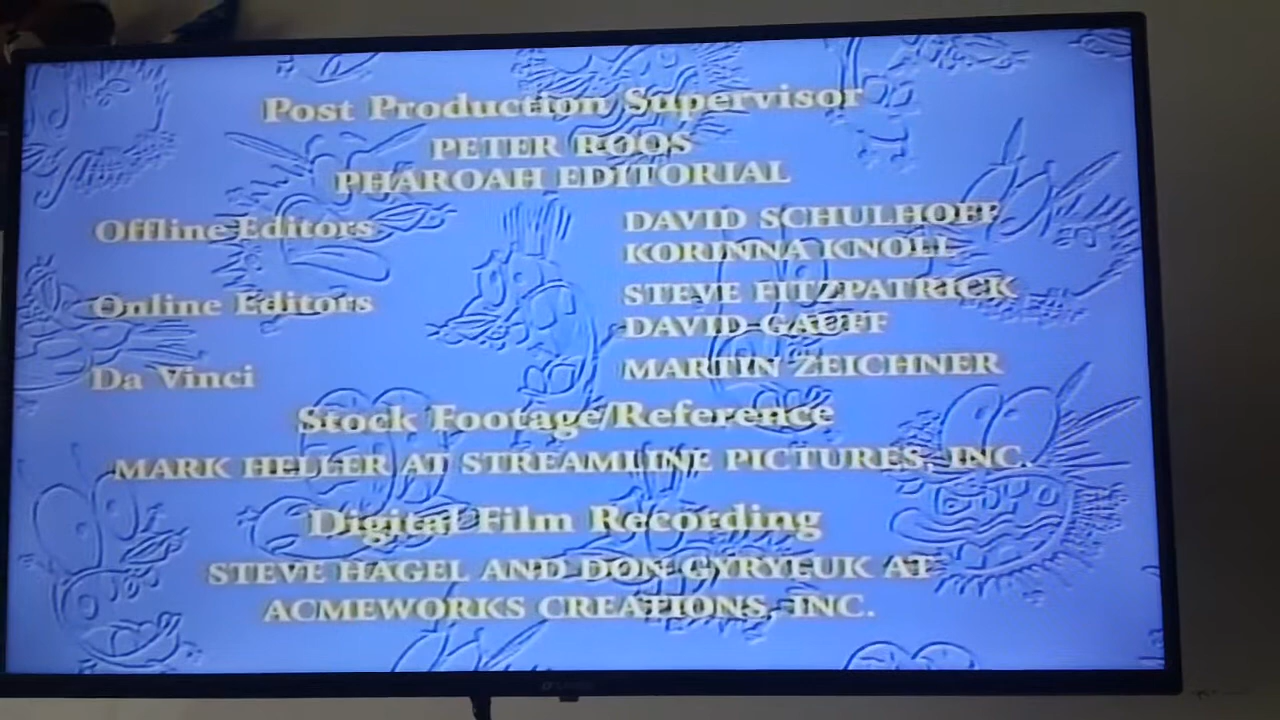 Post Production Supervisor
PETER ROOS
PHAROAH EDITORIAL
Offline Editors DAVID SCHULHOFF
KORINNA KNOLL
Online Editors STEVE FITZPATRICK
DAVID GAUFF
Da Vinci MARTIN ZEICHNER
Stock Footage/Reference
MARK HELLER AT STREAMLINE PICTURES, INC.
Digital Film Recording
STEVE HAGEL AND DON GYRYLUK AT
ACMEWORKS CREATIONS, INC.